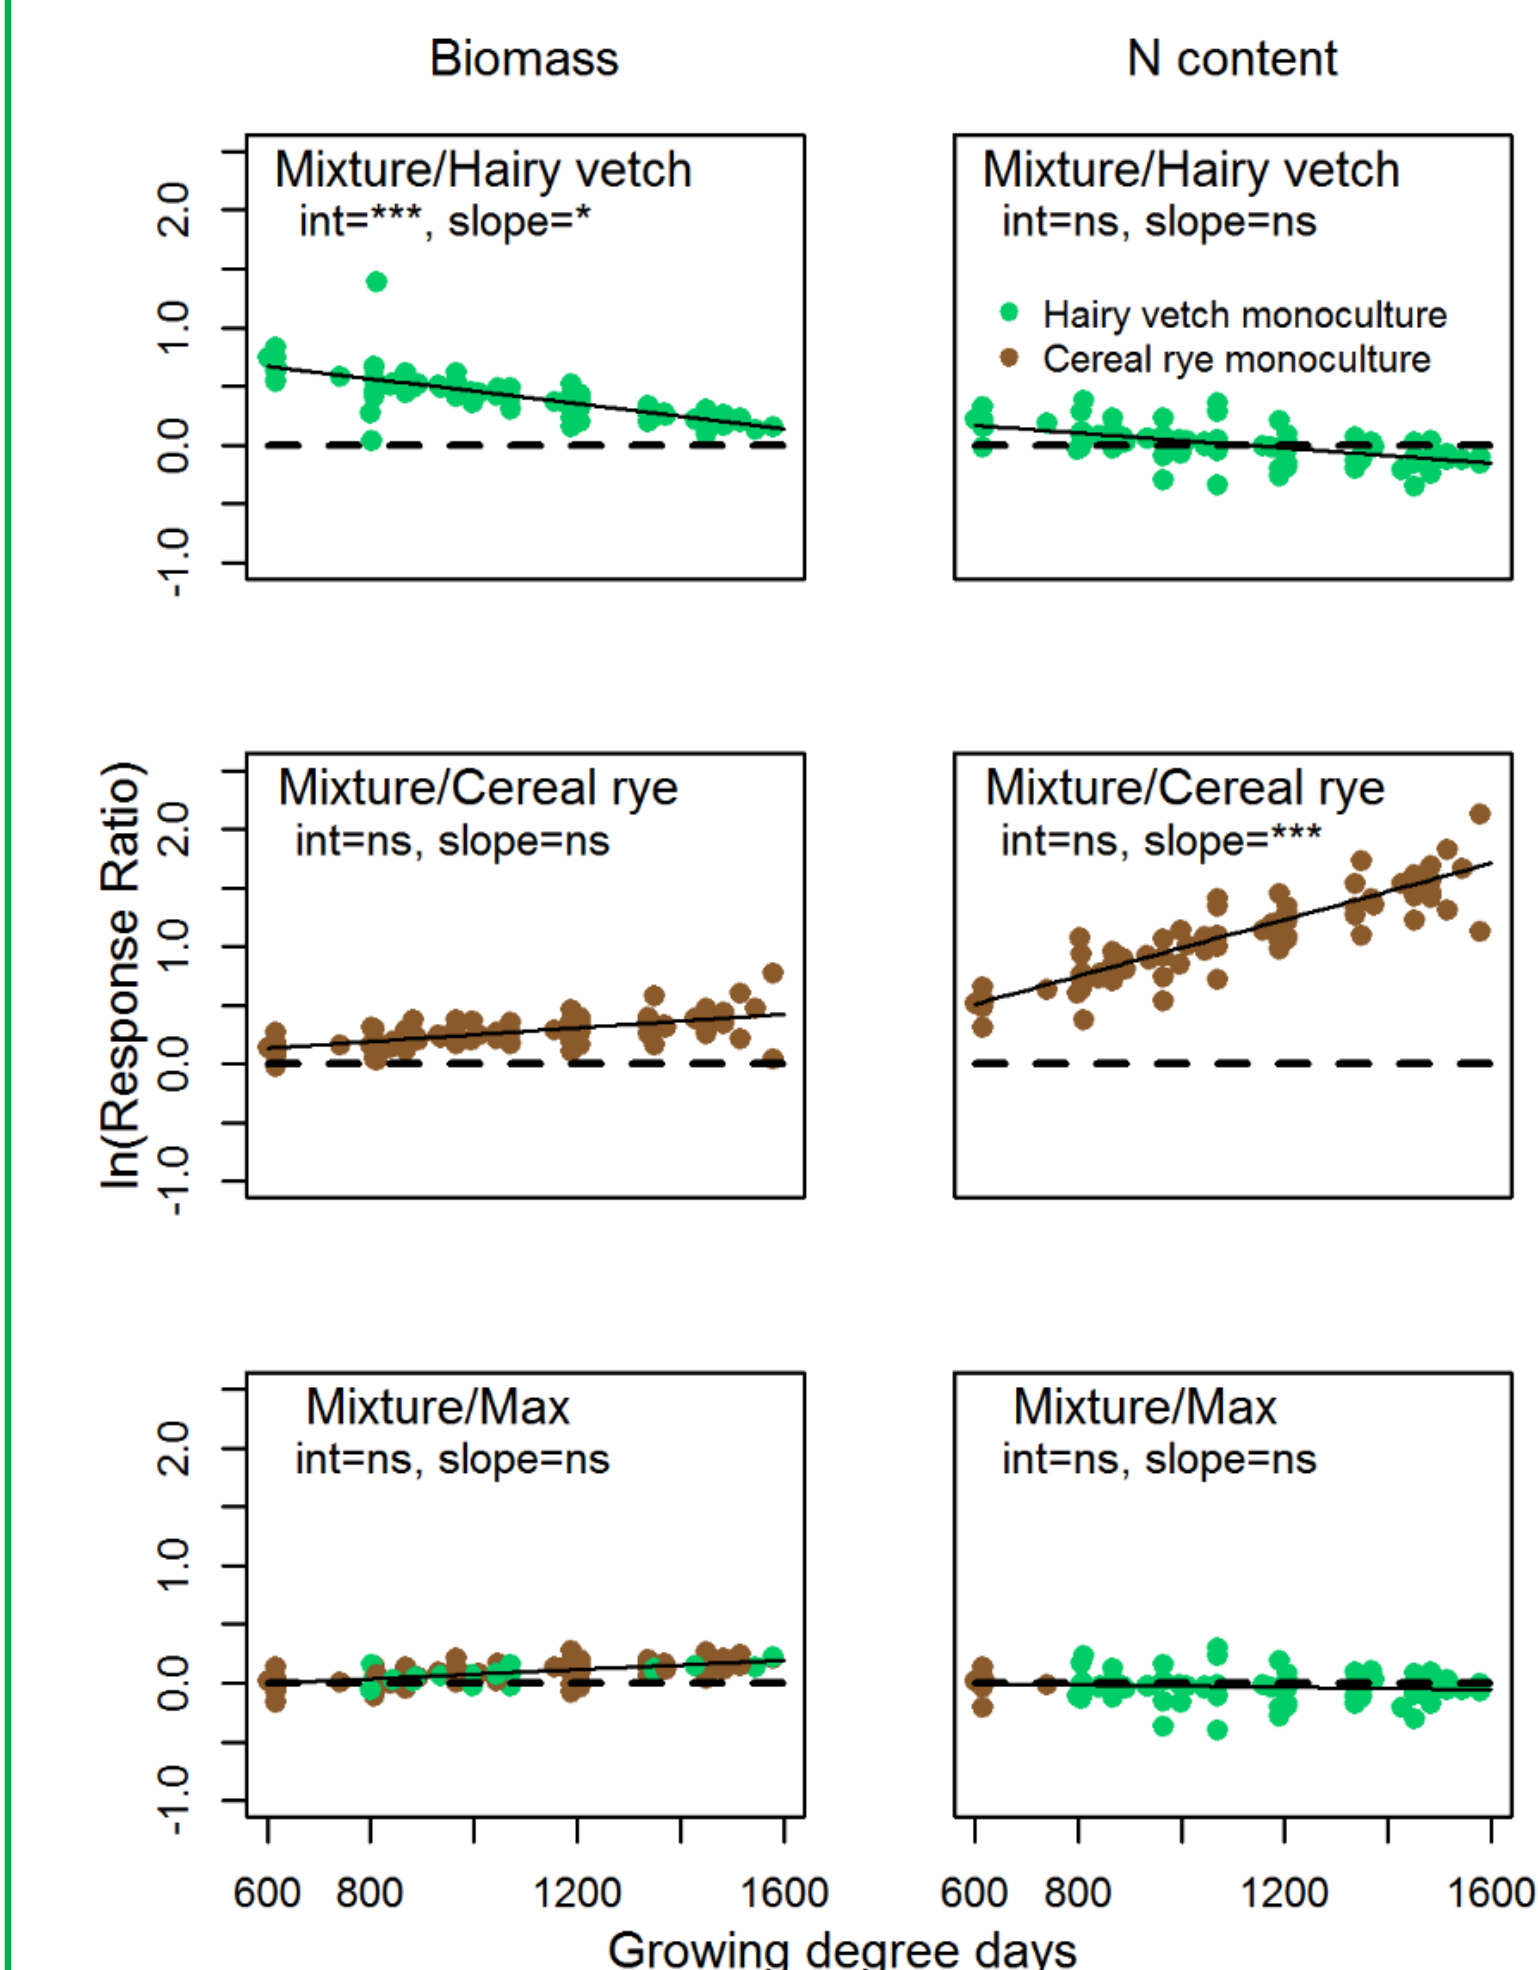 Biomass
N content
Mixture/Hairy vetch
int=***, slope=*
2.0
1.0
0.0
-1.0
Mixture/Hairy vetch
int=ns, slope=ns
Hairy vetch monoculture
Cereal rye monoculture
ln(Response Ratio)
Mixture/Cereal rye
int=ns, slope=ns
2.0
1.0
0.0
-1.0
Mixture/Cereal rye
int=ns, slope=***
Mixture/Max
int=ns, slope=ns
2.0
1.0
0.0
-1.0
Mixture/Max
int=ns, slope=ns
600 800 1200 1600
600 800 1200 1600
Growing degree days